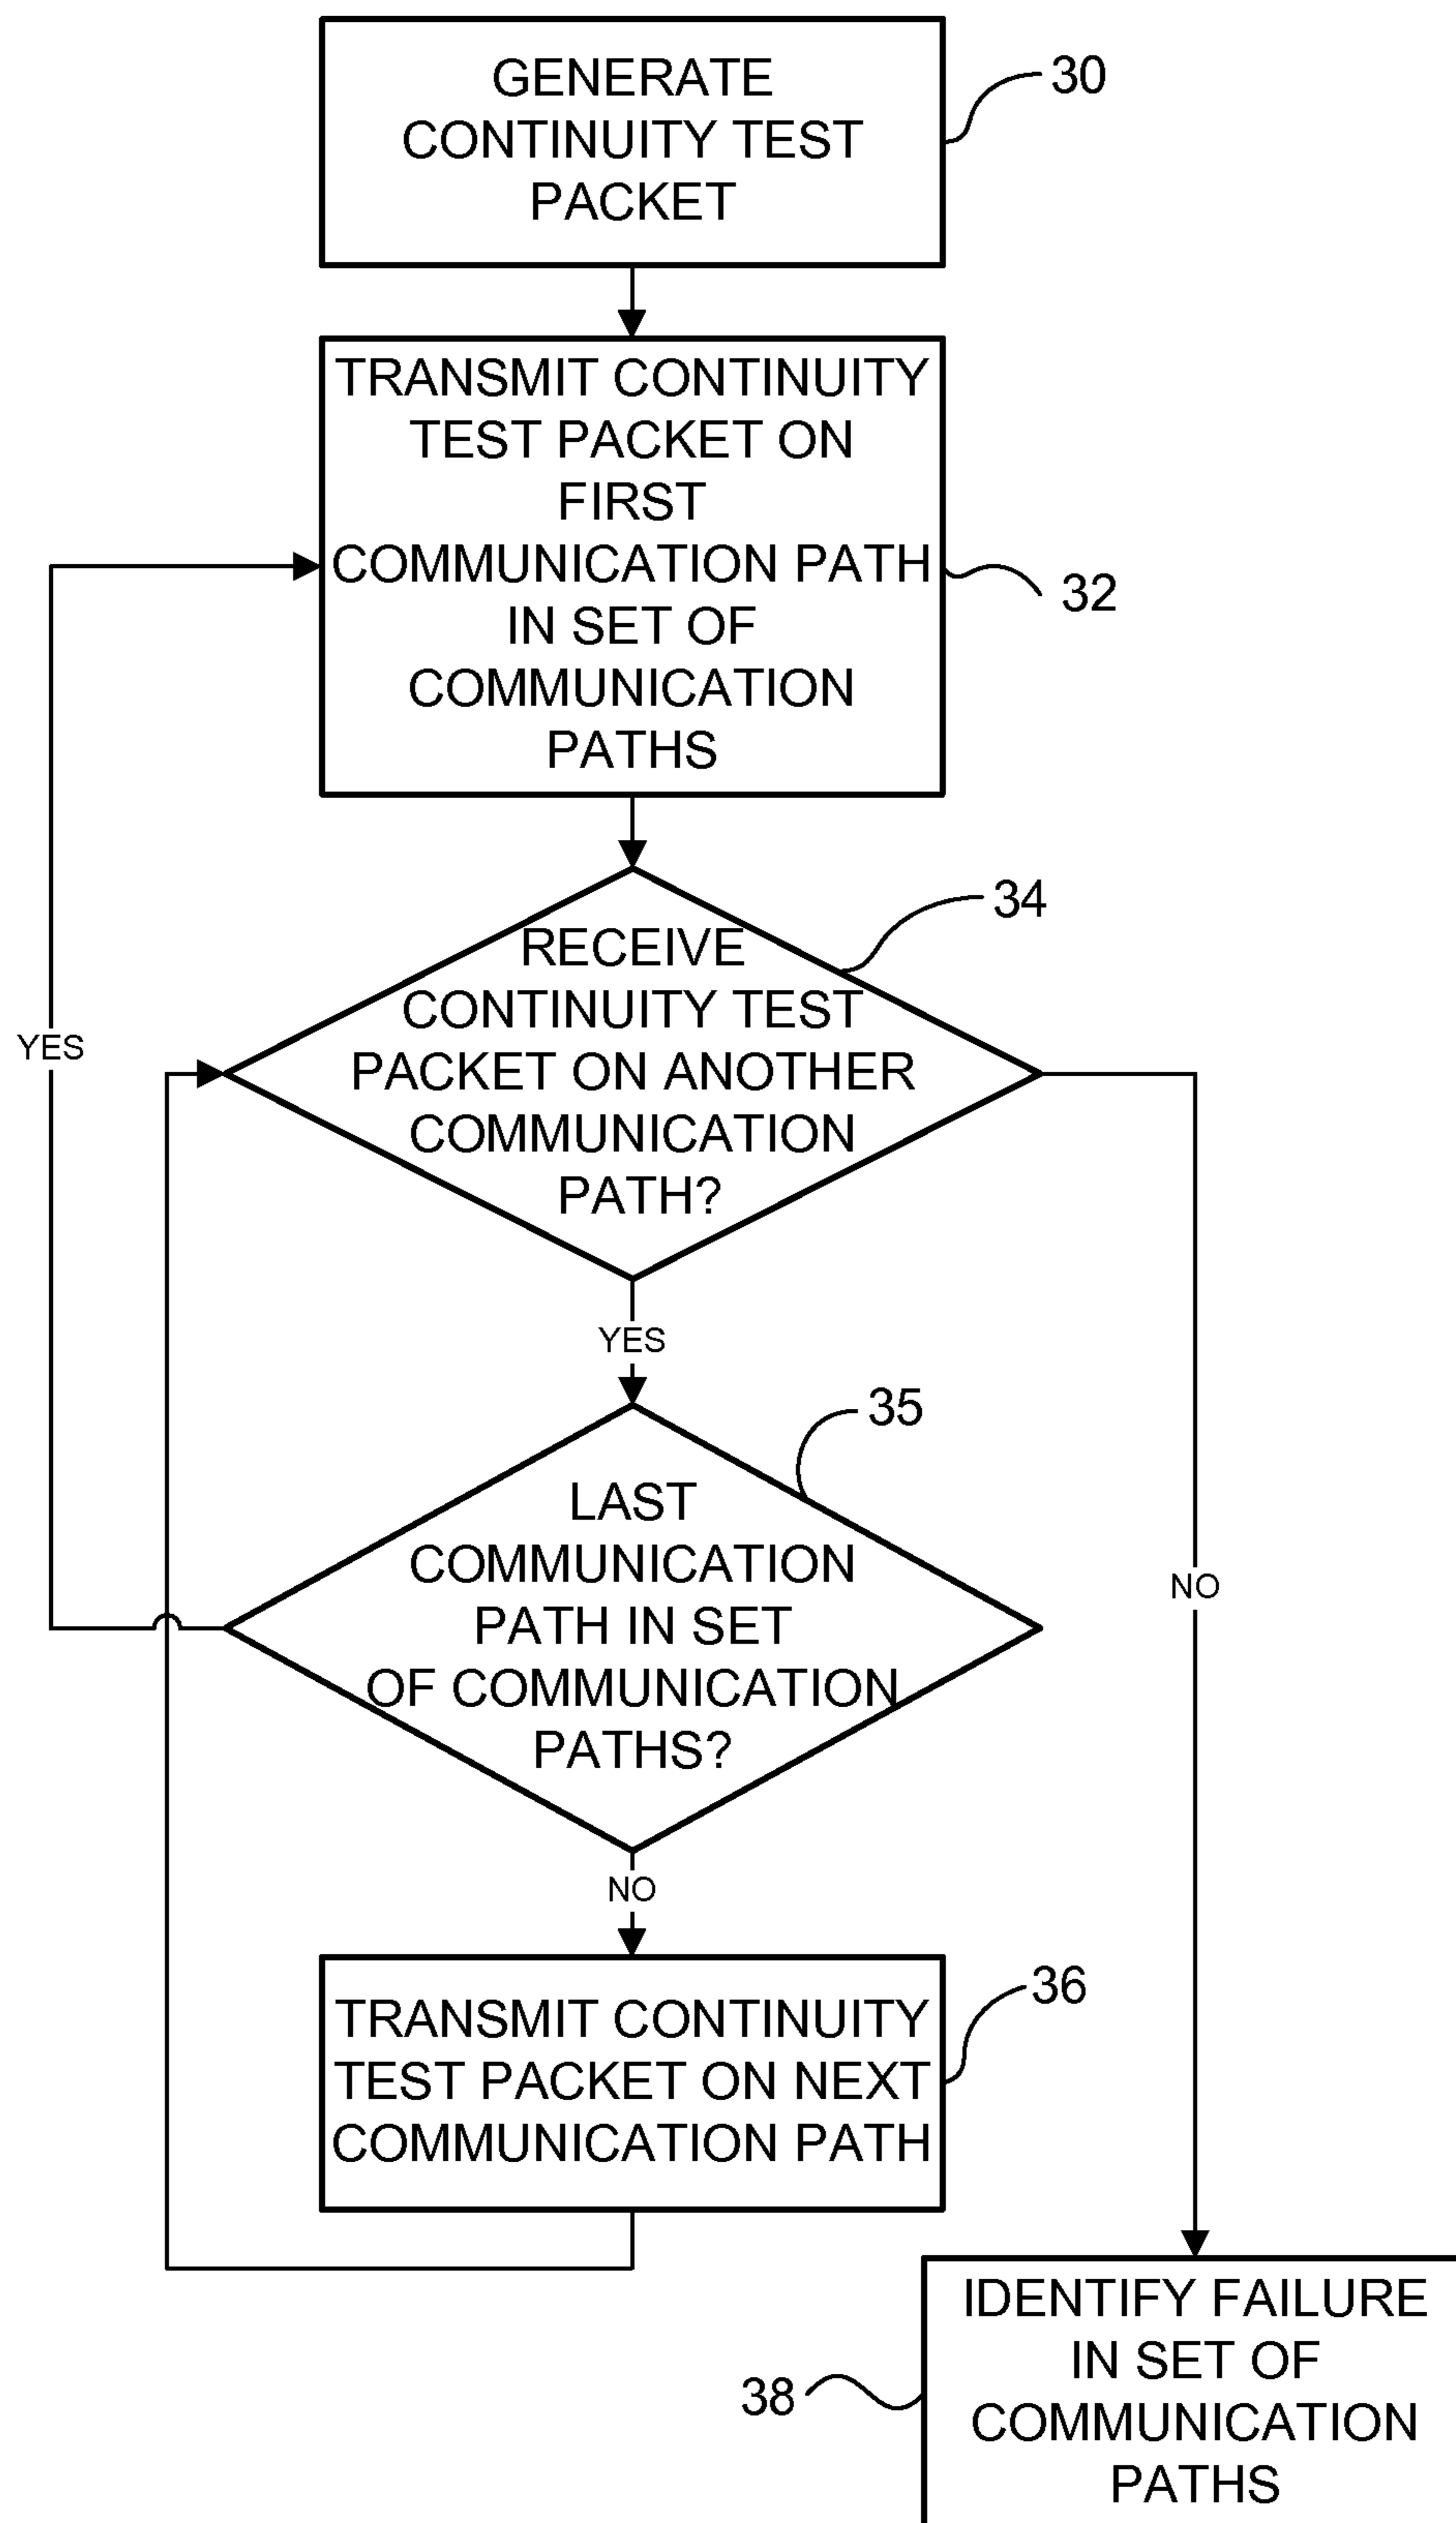 GENERATE
CONTINUITY TEST
PACKET
30
TRANSMIT CONTINUITY
TEST PACKET ON
FIRST
COMMUNICATION PATH
IN SET OF
COMMUNICATION
PATHS
32
RECEIVE
CONTINUITY TEST
PACKET ON ANOTHER
COMMUNICATION
PATH?
34
YES
YES
LAST
COMMUNICATION
PATH IN SET
OF COMMUNICATION
PATHS?
35
NO
NO
TRANSMIT CONTINUITY
TEST PACKET ON NEXT
COMMUNICATION PATH
36
IDENTIFY FAILURE
IN SET OF
COMMUNICATION
PATHS
38